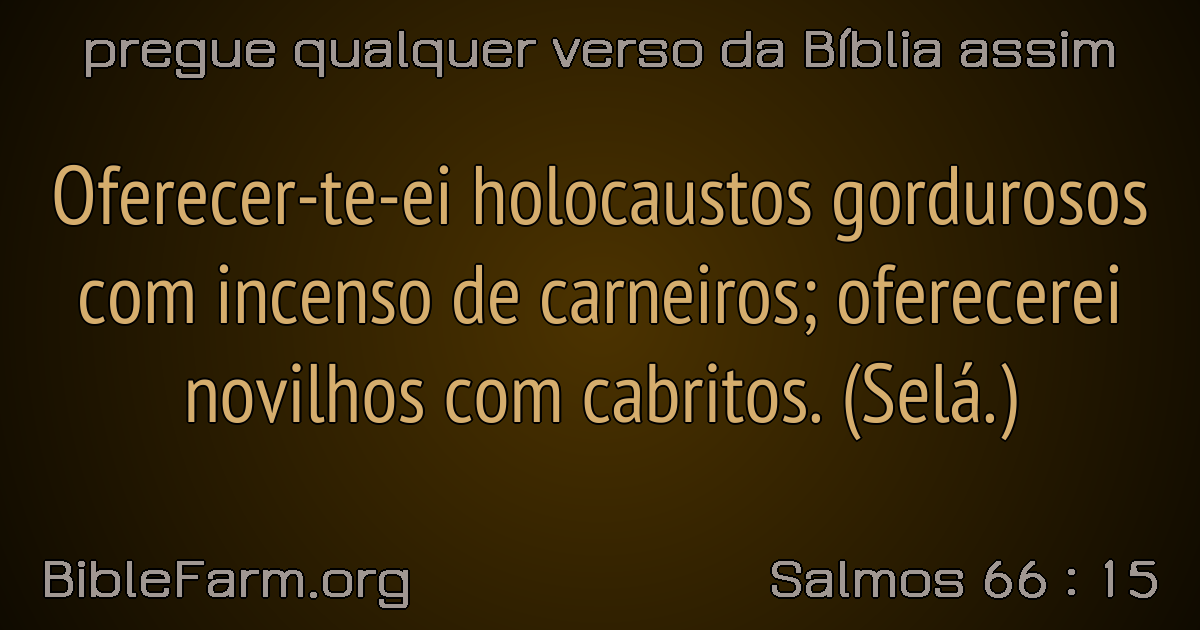 pregue qualquer verso da Bíblia assim
Oferecer-te-ei holocaustos gordurosos
com incenso de carneiros; oferecerei
novilhos com cabritos. (Selá.)
BibleFarm.org
Salmos 66 : 15